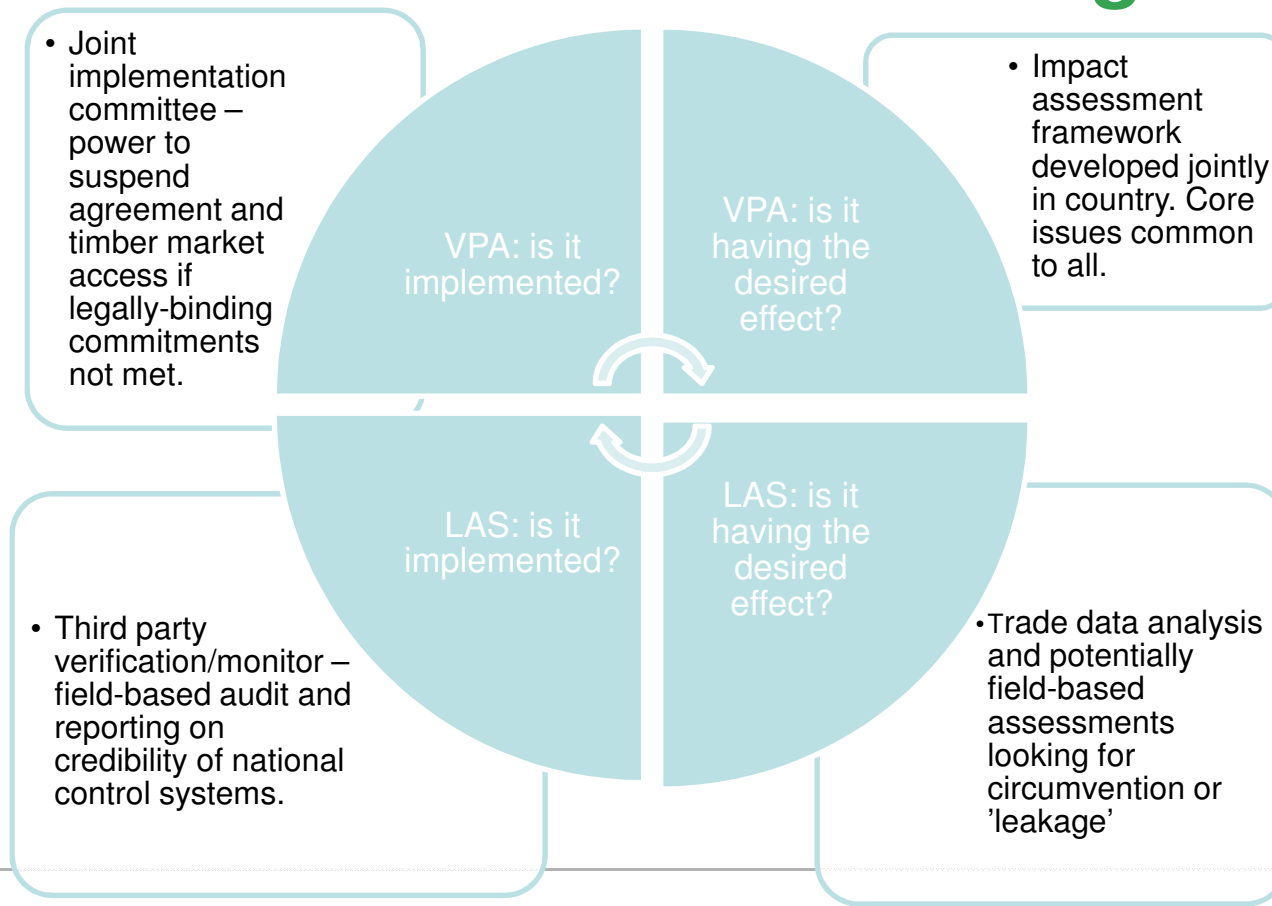 g
• Joint
implementation
committee –
power to
suspend
agreement and
timber market
access if
legally-binding
commitments
not met.
• Impact
assessment
framework
developed jointly
in country. Core
issues common
to all.
VPA: is it
implemented?
VPA: is it
having the
desired
effect?
LAS: is it
implemented?
LAS: is it
having the
desired
effect?
• Third party
verification/monitor –
field-based audit and
reporting on
credibility of national
control systems.
•Trade data analysis
and potentially
field-based
assessments
looking for
circumvention or
’leakage’